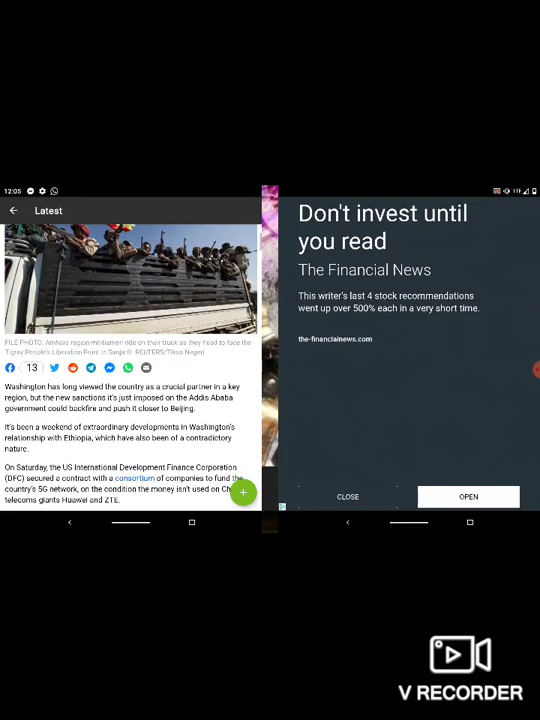 12:05
Latest
FILE PHOTO. Amhara region militiamen ride on their truck as they head to face the
Tigray People's Liberation Front in Sanja © REUTERS/Tiksa Negeri
13
Washington has long viewed the country as a crucial partner in a key
region, but the new sanctions it's just imposed on the Addis Ababa
government could backfire and push it closer to Beijing.
It's been a weekend of extraordinary developments in Washington's
relationship with Ethiopia, which have also been of a contradictory
nature.
On Saturday, the US International Development Finance Corporation
(DFC) secured a contract with a consortium of companies to fund the
country's 5G network, on the condition the money isn't used on Ch
telecoms giants Huawei and ZTE.
Don't invest until
you read
The Financial News
This writer's last 4 stock recommendations
went up over 500% each in a very short time.
the-financialnews.com
CLOSE
OPEN
V RECORDER